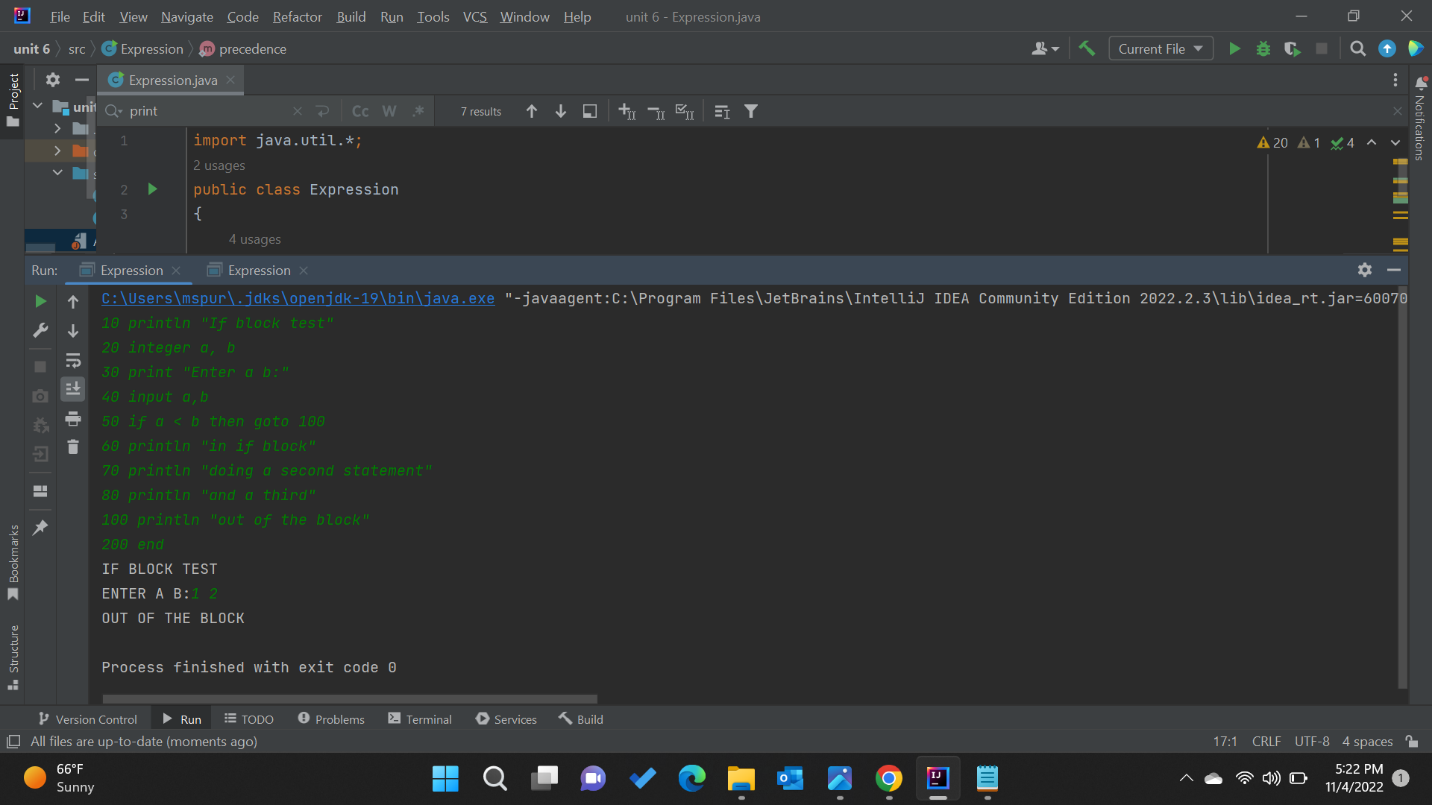 File Edit View Navigate Code Refactor Build Run Tools VCS Window Help unit 6 - Expression.java
unit 6 src Expression precedence Current File
Project
Expression.java
unit
print Cc W .* 7 results
1 import java.util.*;
20 1 4
2 usages
2 public class Expression
3 {
4 usages
Notifications
Run: Expression Expression
C:\Users\mspur\.jdks\openjdk-19\bin\java.exe "-javaagent:C:\Program Files\JetBrains\IntelliJ IDEA Community Edition 2022.2.3\lib\idea_rt.jar=60070
10 println "If block test"
20 integer a, b
30 print "Enter a b:"
40 input a,b
50 if a < b then goto 100
60 println "in if block"
70 println "doing a second statement"
80 println "and a third"
100 println "out of the block"
200 end
IF BLOCK TEST
ENTER A B:1 2
OUT OF THE BLOCK
Process finished with exit code 0
Bookmarks
Structure
Version Control Run TODO Problems Terminal Services Build
All files are up-to-date (moments ago) 17:1 CRLF UTF-8 4 spaces
66°F
Sunny
5:22 PM
11/4/2022
1